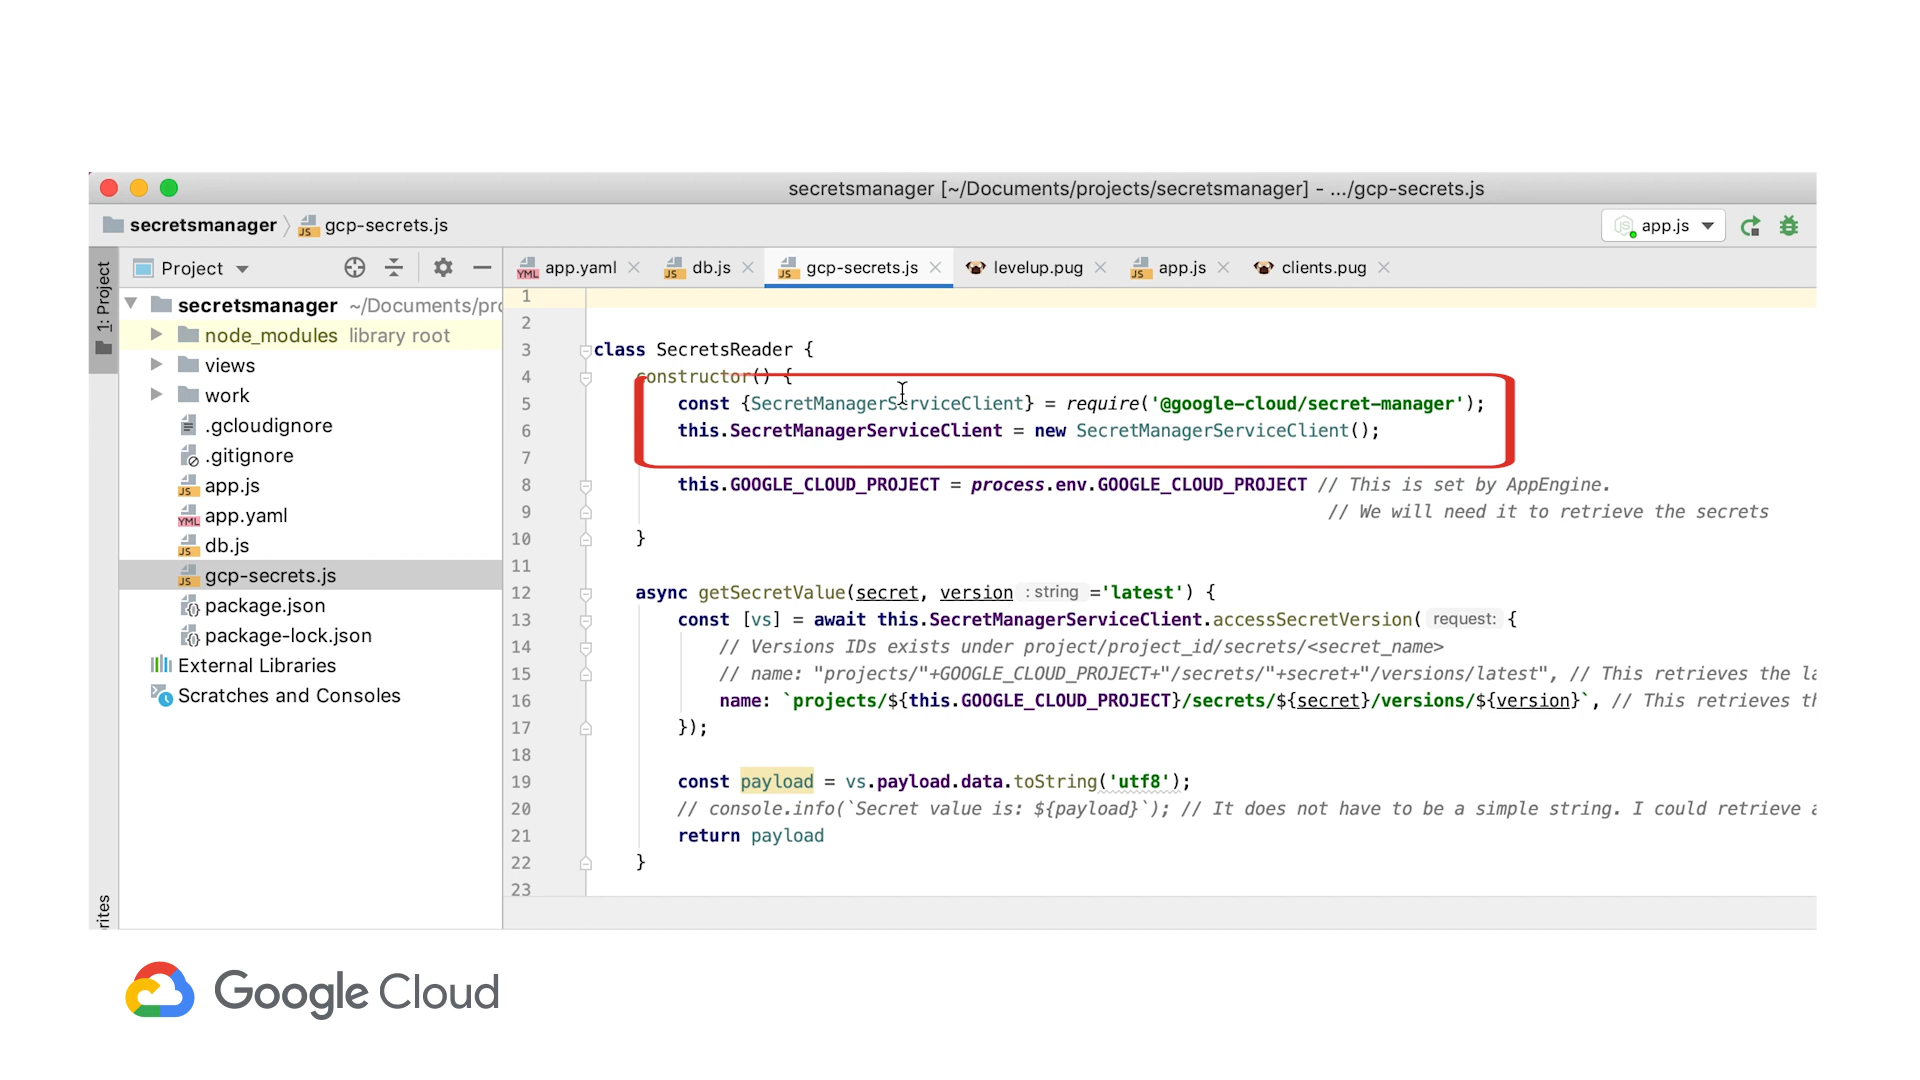 secretsmanager [~/Documents/projects/secretsmanager] - .../gcp-secrets.js
secretsmanager gcp-secrets.js
app.js
1: Project
Project
app.yaml db.js gcp-secrets.js levelup.pug app.js clients.pug
secretsmanager ~/Documents/pro
node_modules library root
views
work
.gcloudignore
.gitignore
app.js
app.yaml
db.js
gcp-secrets.js
package.json
package-lock.json
External Libraries
Scratches and Consoles
rites
1
2
3 class SecretsReader {
4 constructor() {
5 const {SecretManagerServiceClient} = require('@google-cloud/secret-manager');
6 this.SecretManagerServiceClient = new SecretManagerServiceClient();
7
8 this.GOOGLE_CLOUD_PROJECT = process.env.GOOGLE_CLOUD_PROJECT // This is set by AppEngine.
9 // We will need it to retrieve the secrets
10 }
11
12 async getSecretValue(secret, version : string ='latest') {
13 const [vs] = await this.SecretManagerServiceClient.accessSecretVersion( request: {
14 // Versions IDs exists under project/project_id/secrets/<secret_name>
15 // name: "projects/"+GOOGLE_CLOUD_PROJECT+"/secrets/"+secret+"/versions/latest", // This retrieves the la
16 name: `projects/${this.GOOGLE_CLOUD_PROJECT}/secrets/${secret}/versions/${version}`, // This retrieves th
17 });
18
19 const payload = vs.payload.data.toString('utf8');
20 // console.info(`Secret value is: ${payload}`); // It does not have to be a simple string. I could retrieve a
21 return payload
22 }
23
Google Cloud